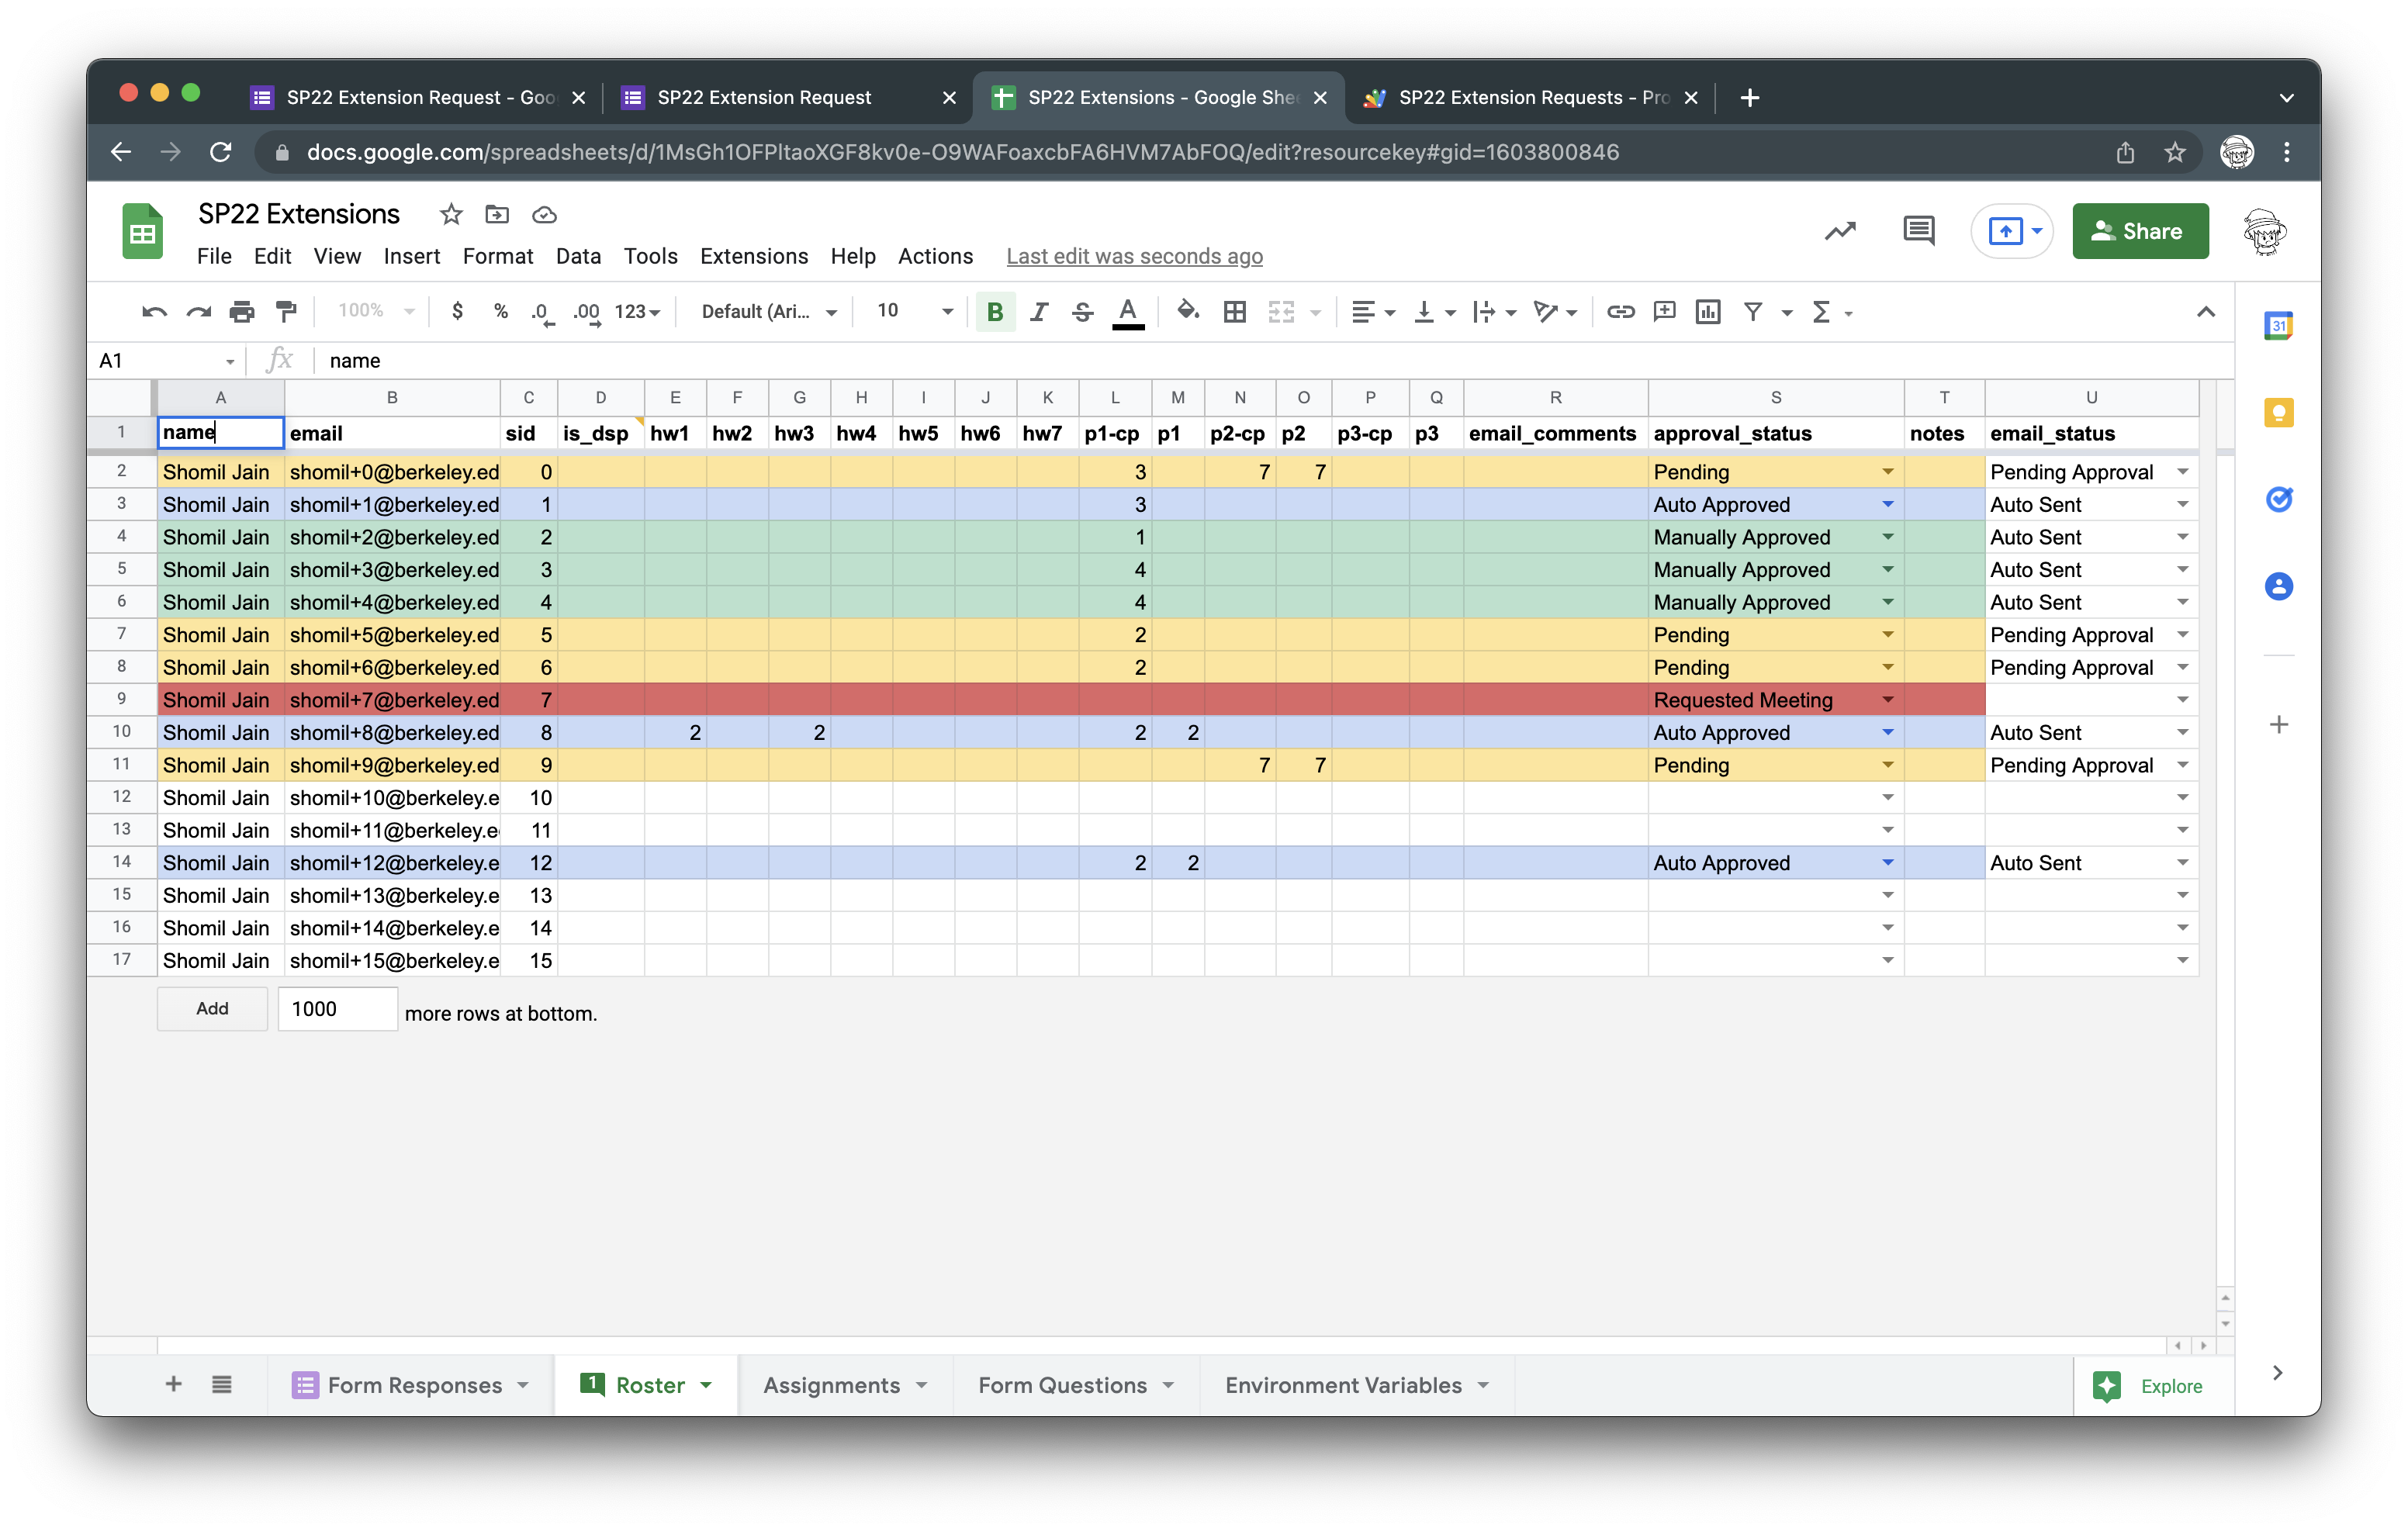 SP22 Extension Request - Goo
SP22 Extension Request
SP22 Extensions - Google She
SP22 Extension Requests - Pro
docs.google.com/spreadsheets/d/1MsGh1OFPltaoXGF8kv0e-O9WAFoaxcbFA6HVM7AbFOQ/edit?resourcekey#gid=1603800846
SP22 Extensions
File Edit View Insert Format Data Tools Extensions Help Actions Last edit was seconds ago
Share
100% $ % .0 .00 123 Default (Ari... 10 B I S A Σ
31
A1 fx name
A B C D E F G H I J K L M N O P Q R S T U
1 name email sid is_dsp hw1 hw2 hw3 hw4 hw5 hw6 hw7 p1-cp p1 p2-cp p2 p3-cp p3 email_comments approval_status notes email_status
2 Shomil Jain shomil+0@berkeley.ed 0 3 7 7 Pending Pending Approval
3 Shomil Jain shomil+1@berkeley.ed 1 3 Auto Approved Auto Sent
4 Shomil Jain shomil+2@berkeley.ed 2 1 Manually Approved Auto Sent
5 Shomil Jain shomil+3@berkeley.ed 3 4 Manually Approved Auto Sent
6 Shomil Jain shomil+4@berkeley.ed 4 4 Manually Approved Auto Sent
7 Shomil Jain shomil+5@berkeley.ed 5 2 Pending Pending Approval
8 Shomil Jain shomil+6@berkeley.ed 6 2 Pending Pending Approval
9 Shomil Jain shomil+7@berkeley.ed 7 Requested Meeting
10 Shomil Jain shomil+8@berkeley.ed 8 2 2 2 2 Auto Approved Auto Sent
11 Shomil Jain shomil+9@berkeley.ed 9 7 7 Pending Pending Approval
12 Shomil Jain shomil+10@berkeley.e 10
13 Shomil Jain shomil+11@berkeley.e 11
14 Shomil Jain shomil+12@berkeley.e 12 2 2 Auto Approved Auto Sent
15 Shomil Jain shomil+13@berkeley.e 13
16 Shomil Jain shomil+14@berkeley.e 14
17 Shomil Jain shomil+15@berkeley.e 15
Add 1000 more rows at bottom.
Form Responses 1 Roster Assignments Form Questions Environment Variables Explore